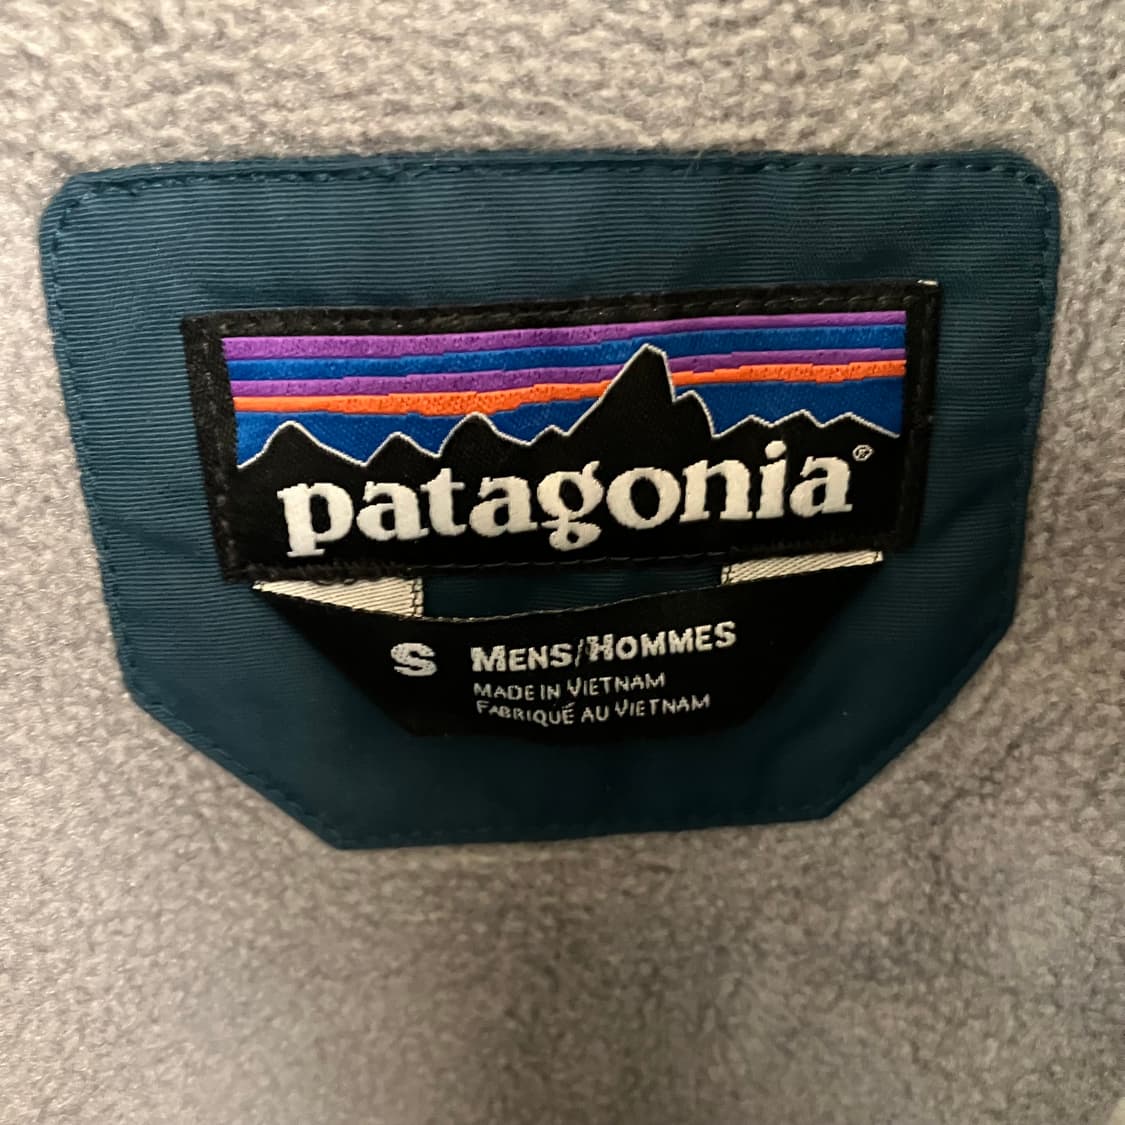 patagonia®
S MENS/HOMMES
MADE IN VIETNAM
FABRIQUÉ AU VIETNAM